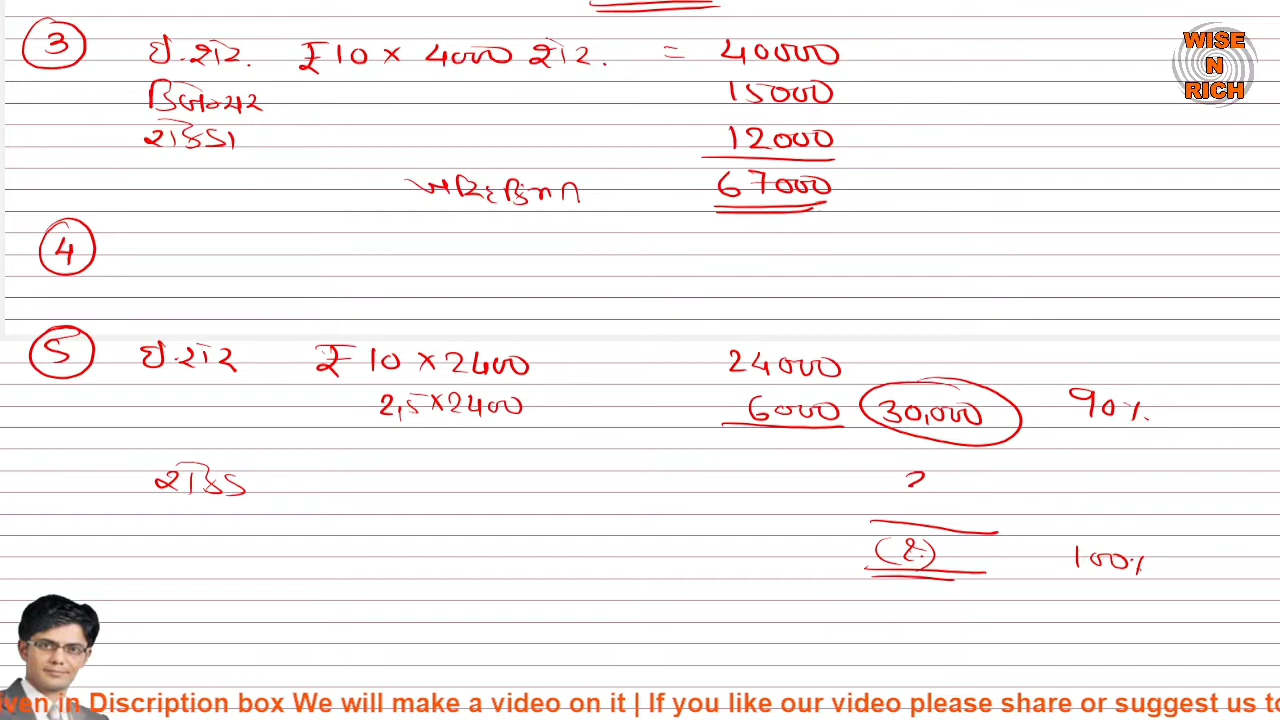 WISE
N
RICH
3 ઈ.શેર. ₹10 × 4000 શેર. = 40000
ડિબેન્ચર 15000
રોકડા 12000
ખરીદકિંમત 67000
4
5 ઈ.શેર ₹10 × 2400 24000
2.5 × 2400 6000 30,000 90%
રોકડ ?
(?) 100%
iven in Discription box We will make a video on it | If you like our video please share or suggest us to